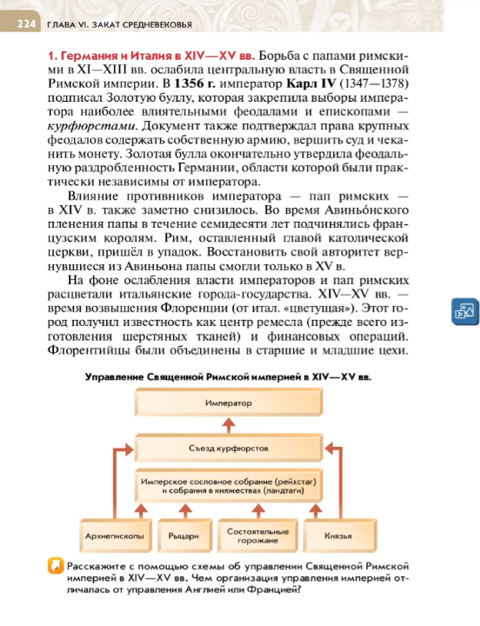 224 ГЛАВА VI. ЗАКАТ СРЕДНЕВЕКОВЬЯ
1. Германия и Италия в XIV—XV вв. Борьба с папами римски-
ми в XI—XIII вв. ослабила центральную власть в Священной
Римской империи. В 1356 г. император Карл IV (1347—1378)
подписал Золотую буллу, которая закрепила выборы импера-
тора наиболее влиятельными феодалами и епископами —
курфюрстами. Документ также подтверждал права крупных
феодалов содержать собственную армию, вершить суд и чека-
нить монету. Золотая булла окончательно утвердила феодаль-
ную раздробленность Германии, области которой были прак-
тически независимы от императора.
Влияние противников императора — пап римских —
в XIV в. также заметно снизилось. Во время Авиньо́нского
пленения папы в течение семидесяти лет подчинялись фран-
цузским королям. Рим, оставленный главой католической
церкви, пришёл в упадок. Восстановить свой авторитет вер-
нувшиеся из Авиньона папы смогли только в XV в.
На фоне ослабления власти императоров и пап римских
расцветали итальянские города-государства. XIV—XV вв. —
время возвышения Флоренции (от итал. «цветущая»). Этот го-
род получил известность как центр ремесла (прежде всего из-
готовления шерстяных тканей) и финансовых операций.
Флорентийцы были объединены в старшие и младшие цехи.
Управление Священной Римской империей в XIV—XV вв.
Император
Съезд курфюрстов
Имперское сословное собрание (рейхстаг)
и собрания в княжествах (ландтаги)
Архиепископы
Рыцари
Состоятельные
горожане
Князья
Расскажите с помощью схемы об управлении Священной Римской
империей в XIV—XV вв. Чем организация управления империей от-
личалась от управления Англией или Францией?